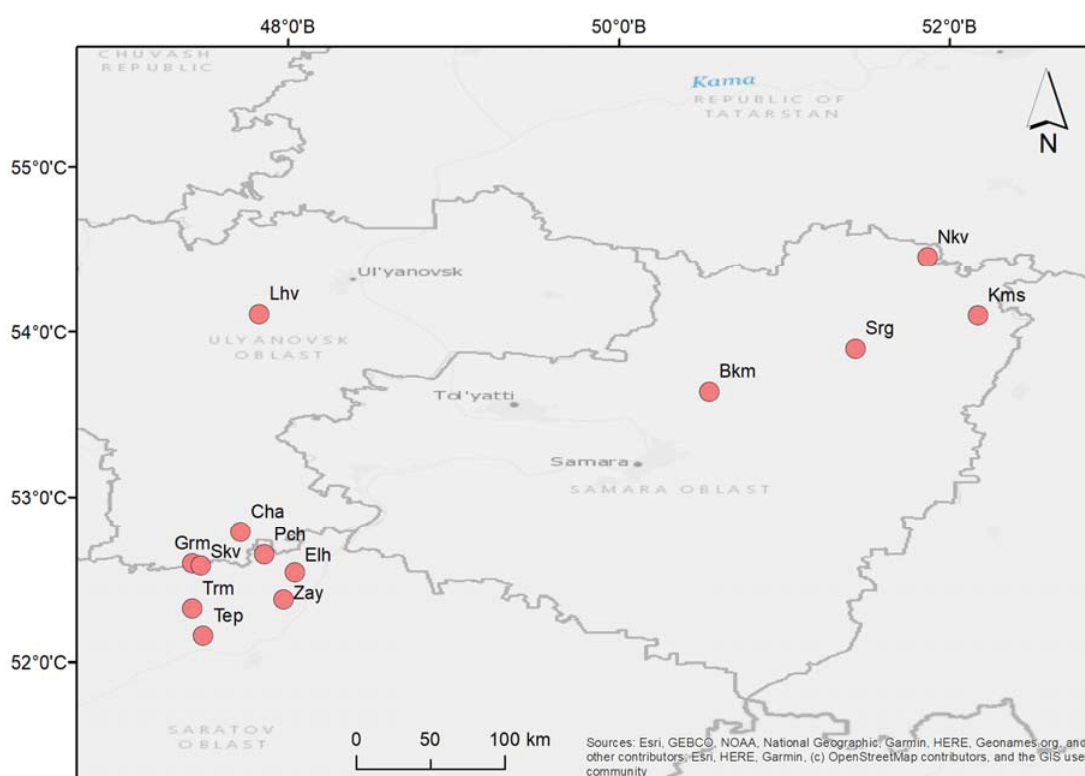 48°0'В 50°0'В 52°0'В
CHUVASH
REPUBLIC
Kama
REPUBLIC OF
TATARSTAN
N
55°0'С
Nkv
Ul'yanovsk
Lhv
Kms
54°0'С
Srg
ULYANOVSK
OBLAST
Bkm
Tol'yatti
Samara
SAMARA OBLAST
53°0'С
Cha
Pch
Grm
Skv
Elh
Trm
Zay
Tep
52°0'С
SARATOV
OBLAST
0 50 100 km
Sources: Esri, GEBCO, NOAA, National Geographic, Garmin, HERE, Geonames.org, and
other contributors, Esri, HERE, Garmin, (c) OpenStreetMap contributors, and the GIS use
community